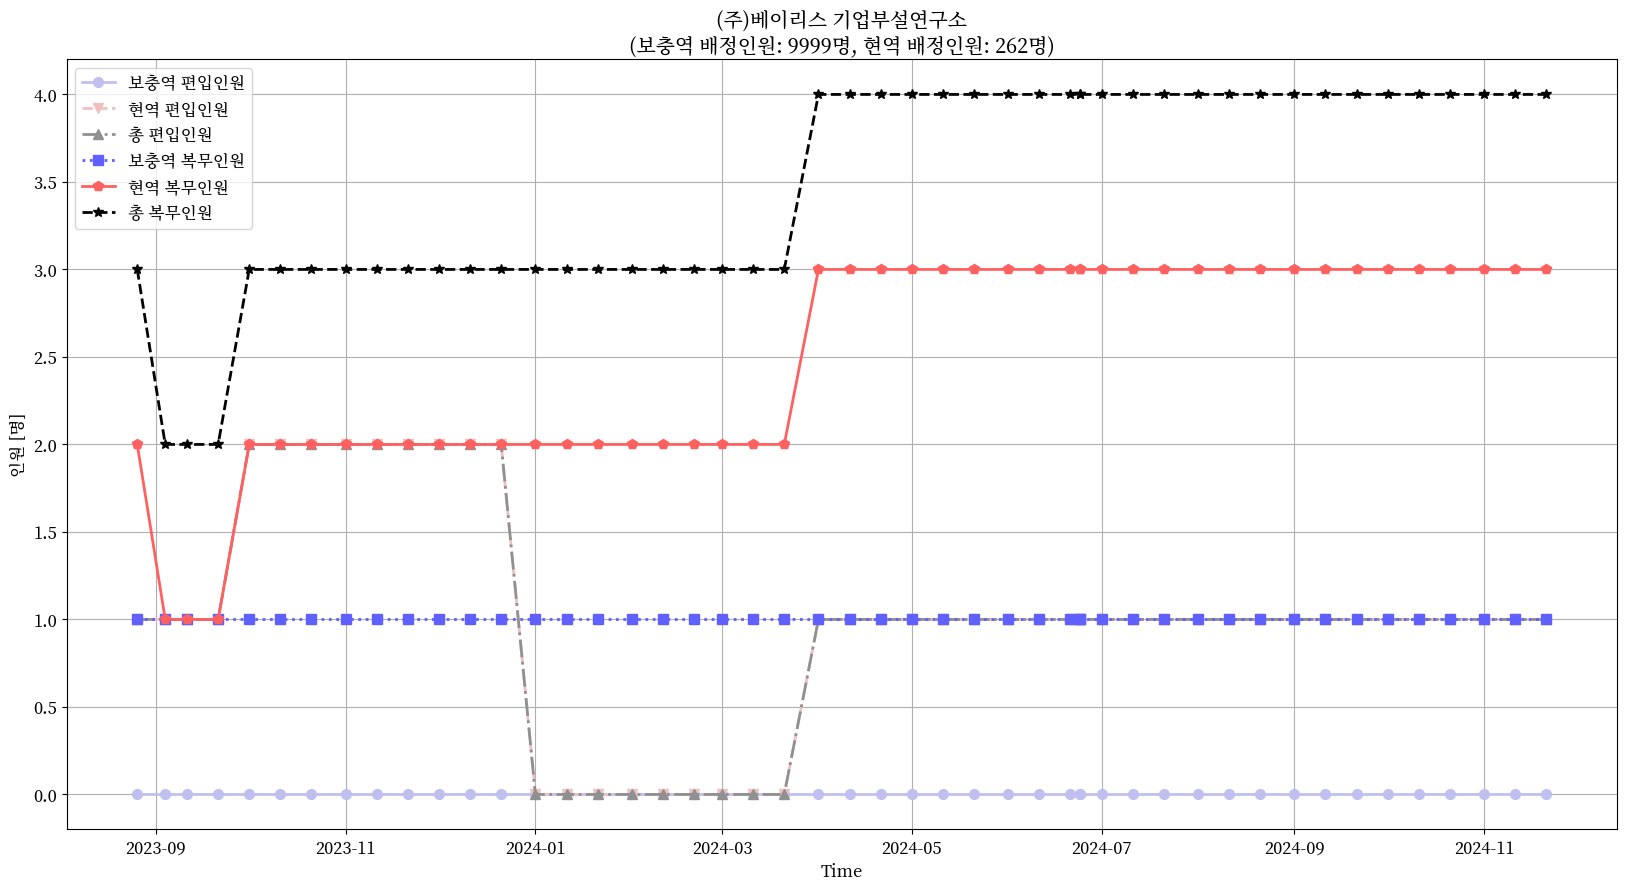 (주)베이리스 기업부설연구소
(보충역 배정인원: 9999명, 현역 배정인원: 262명)
보충역 편입인원
현역 편입인원
총 편입인원
보충역 복무인원
현역 복무인원
총 복무인원
4.0
3.5
3.0
2.5
2.0
1.5
1.0
0.5
0.0
인원 [명]
2023-09 2023-11 2024-01 2024-03 2024-05 2024-07 2024-09 2024-11
Time